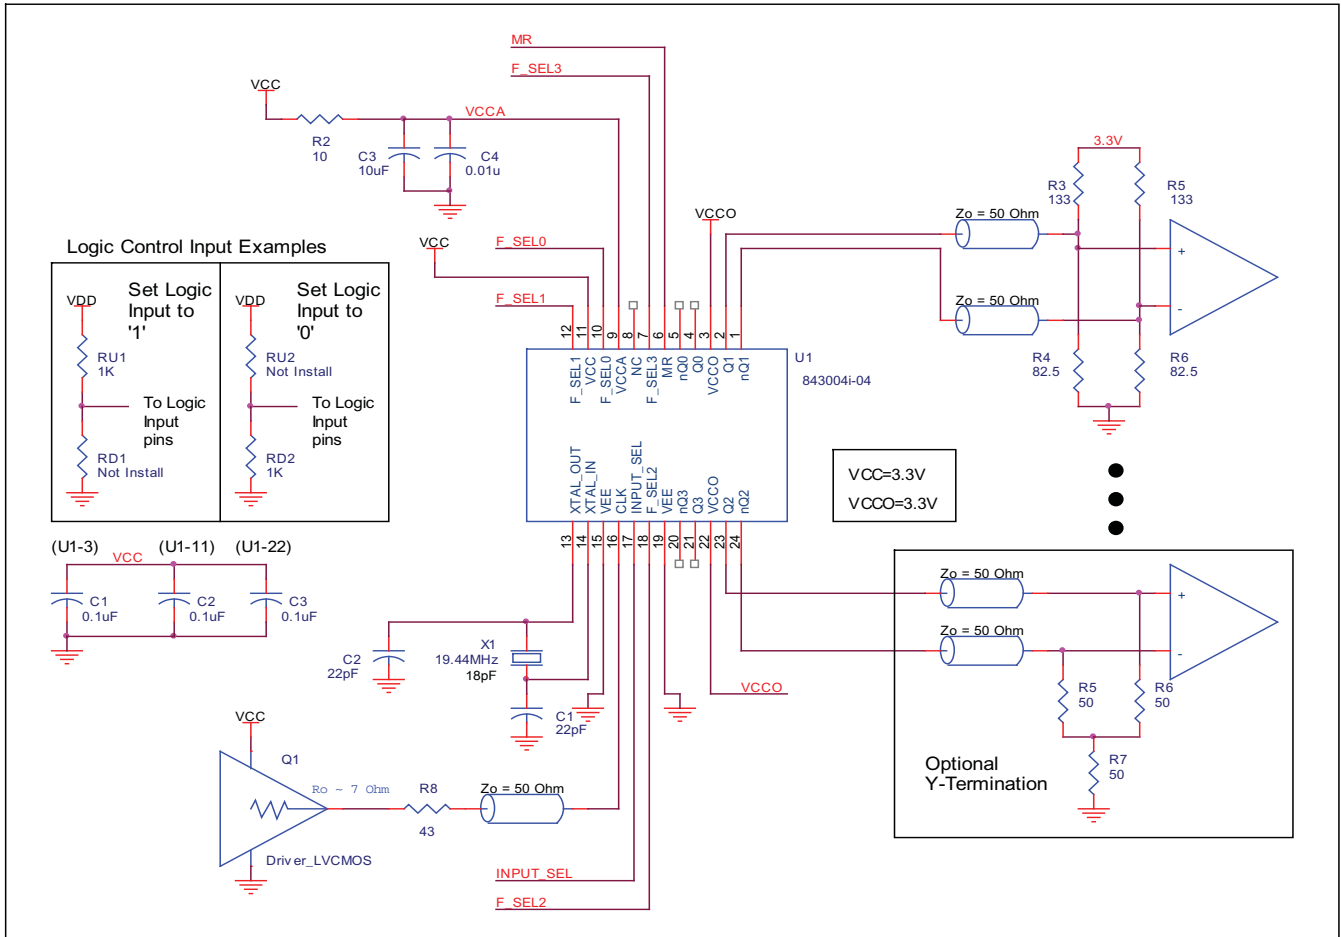 MR
F_SEL3
VCC
VCCA
R2
10
C3
10uF
C4
0.01u
3.3V
R3
133
R5
133
Zo = 50 Ohm
Zo = 50 Ohm
+
-
R4
82.5
R6
82.5
VCCO
VCC
F_SEL0
F_SEL1
Logic Control Input Examples
VDD
Set Logic
Input to
'1'
RU1
1K
To Logic
Input
pins
RD1
Not Install
VDD
Set Logic
Input to
'0'
RU2
Not Install
To Logic
Input
pins
RD2
1K
12
11
10
9
8
7
6
5
4
3
2
1
F_SEL1
VCC
F_SEL0
VCCA
NC
F_SEL3
MR
nQ0
Q0
VCCO
Q1
nQ1
U1
843004i-04
XTAL_OUT
XTAL_IN
VEE
CLK
INPUT_SEL
F_SEL2
VEE
nQ3
Q3
VCCO
Q2
nQ2
13
14
15
16
17
18
19
20
21
22
23
24
VCC=3.3V
VCCO=3.3V
(U1-3)
(U1-11)
(U1-22)
VCC
C1
0.1uF
C2
0.1uF
C3
0.1uF
C2
22pF
X1
19.44MHz
18pF
C1
22pF
VCCO
Zo = 50 Ohm
Zo = 50 Ohm
+
-
R5
50
R6
50
R7
50
Optional
Y-Termination
VCC
Q1
Ro ~ 7 Ohm
R8
43
Zo = 50 Ohm
Driver_LVCMOS
INPUT_SEL
F_SEL2